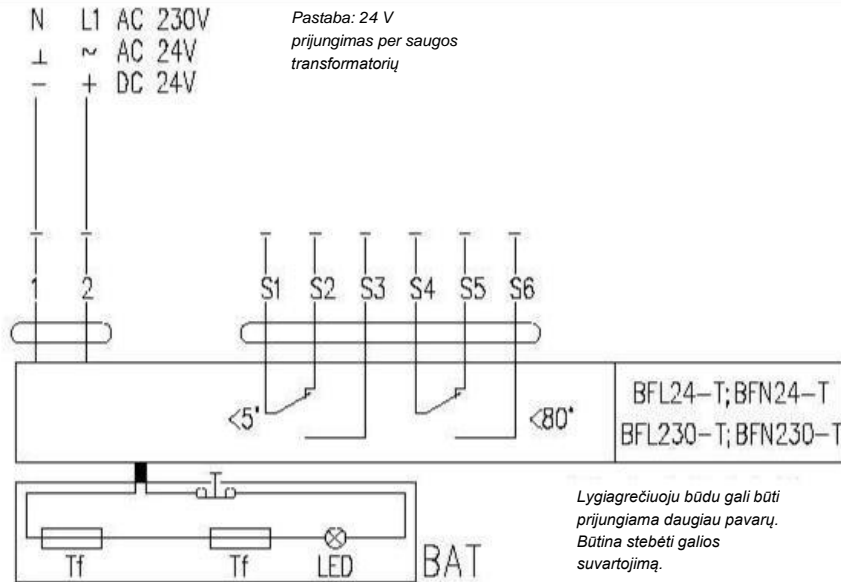 N L1 AC 230V
⊥ ~ AC 24V
− + DC 24V
Pastaba: 24 V
prijungimas per saugos
transformatorių
1 2 S1 S2 S3 S4 S5 S6
<5° <80°
BFL24-T;BFN24-T
BFL230-T;BFN230-T
Tf Tf LED BAT
Lygiagrečiuoju būdu gali būti
prijungiama daugiau pavarų.
Būtina stebėti galios
suvartojimą.